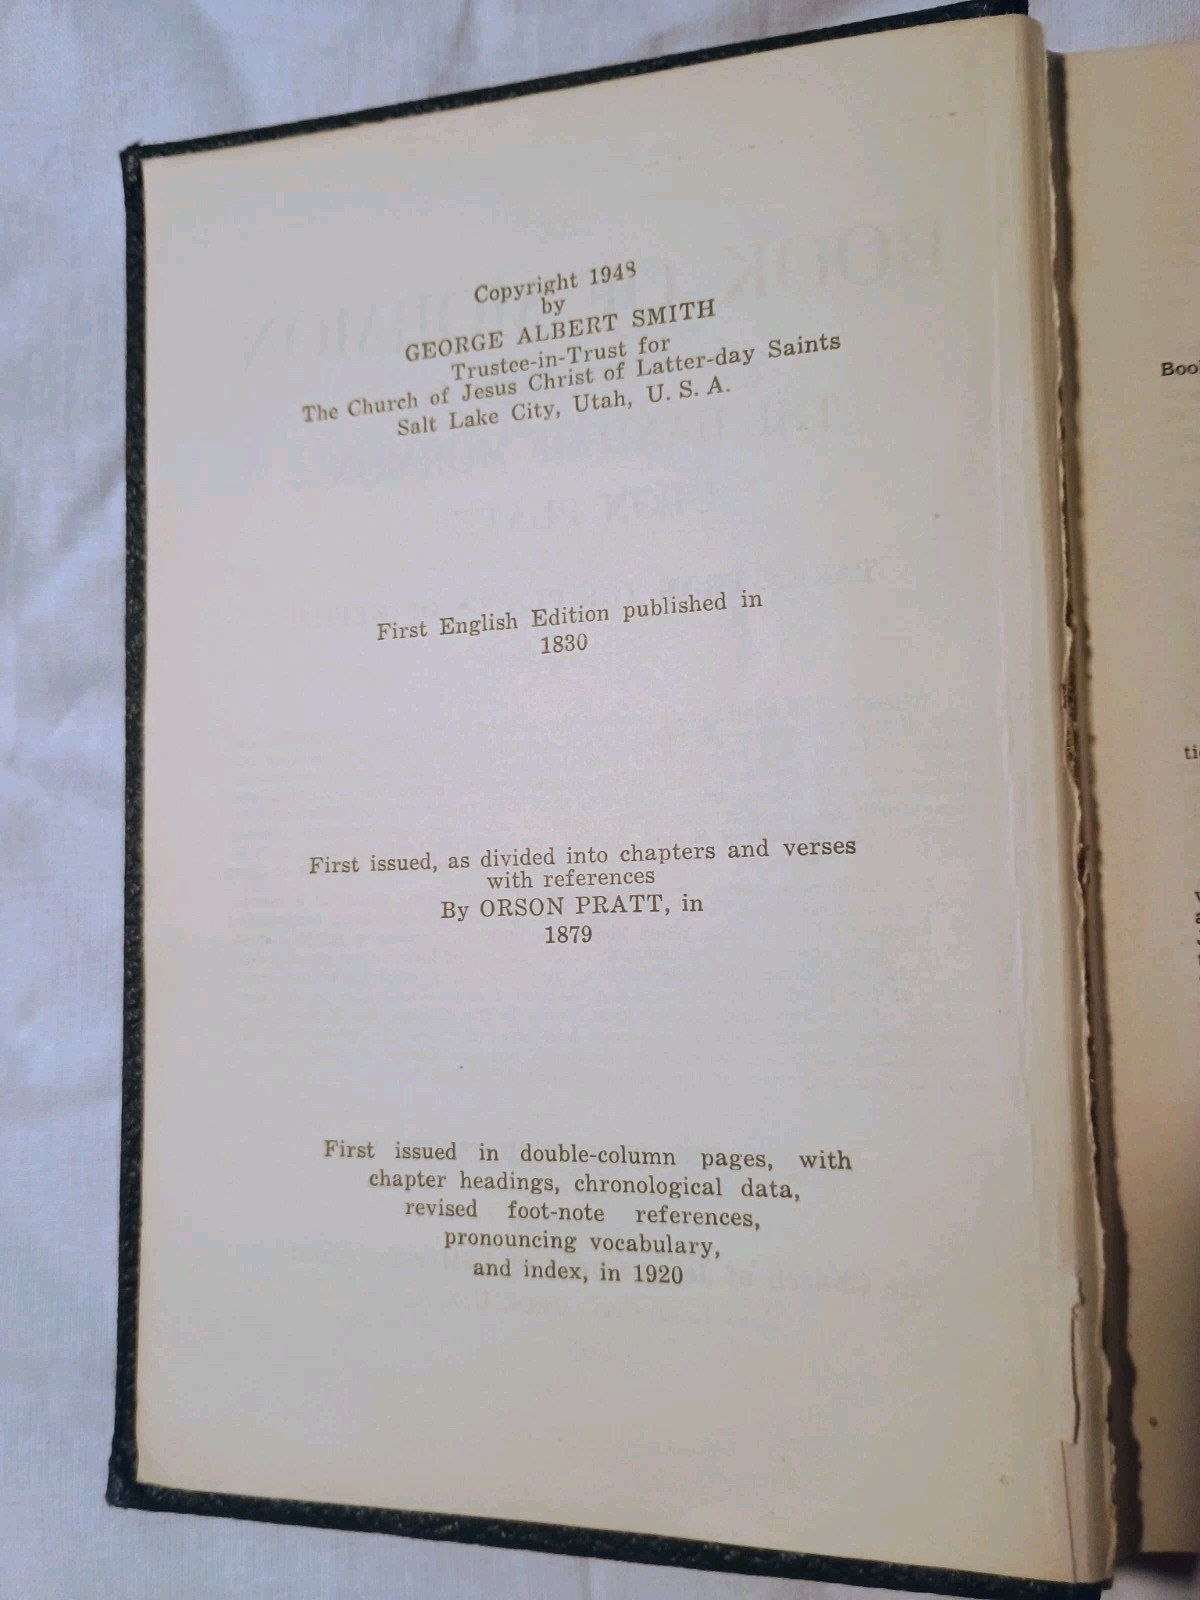 Copyright 1948
by
GEORGE ALBERT SMITH
Trustee-in-Trust for
The Church of Jesus Christ of Latter-day Saints
Salt Lake City, Utah, U. S. A.
First English Edition published in
1830
First issued, as divided into chapters and verses
with references
By ORSON PRATT, in
1879
First issued in double-column pages, with
chapter headings, chronological data,
revised foot-note references,
pronouncing vocabulary,
and index, in 1920